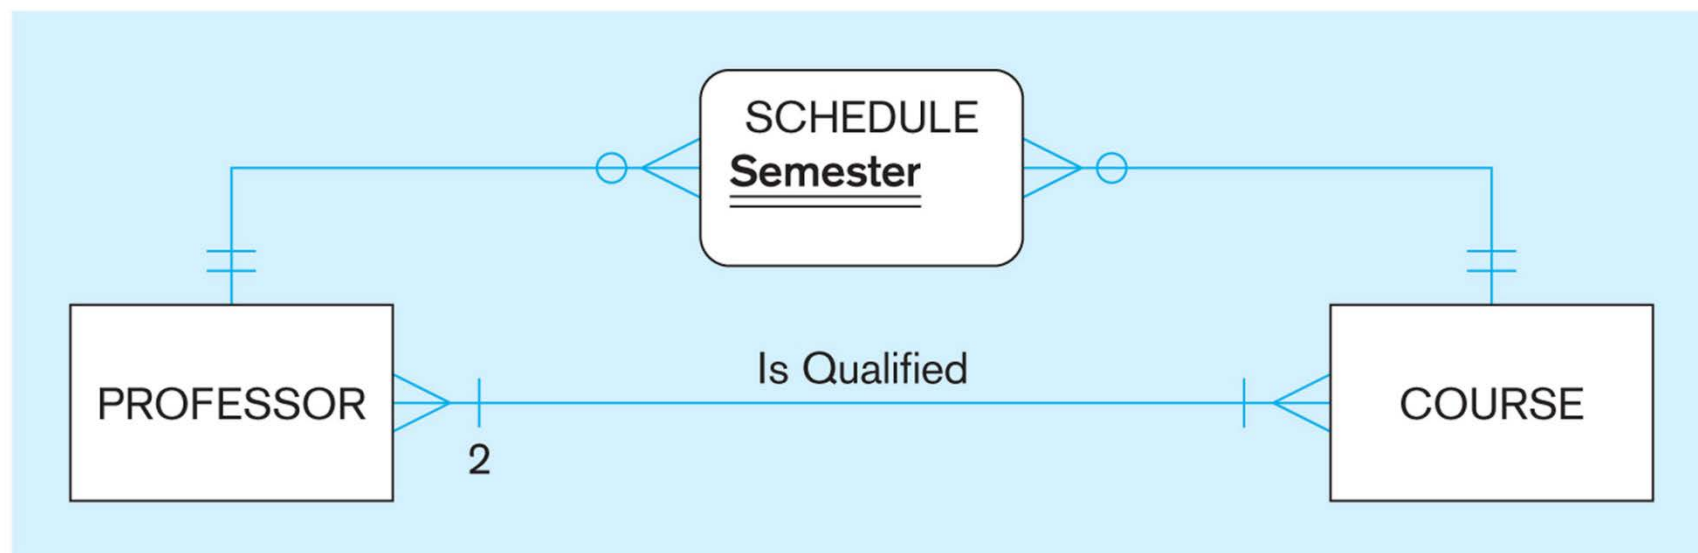 SCHEDULE
Semester
Is Qualified
PROFESSOR
COURSE
2